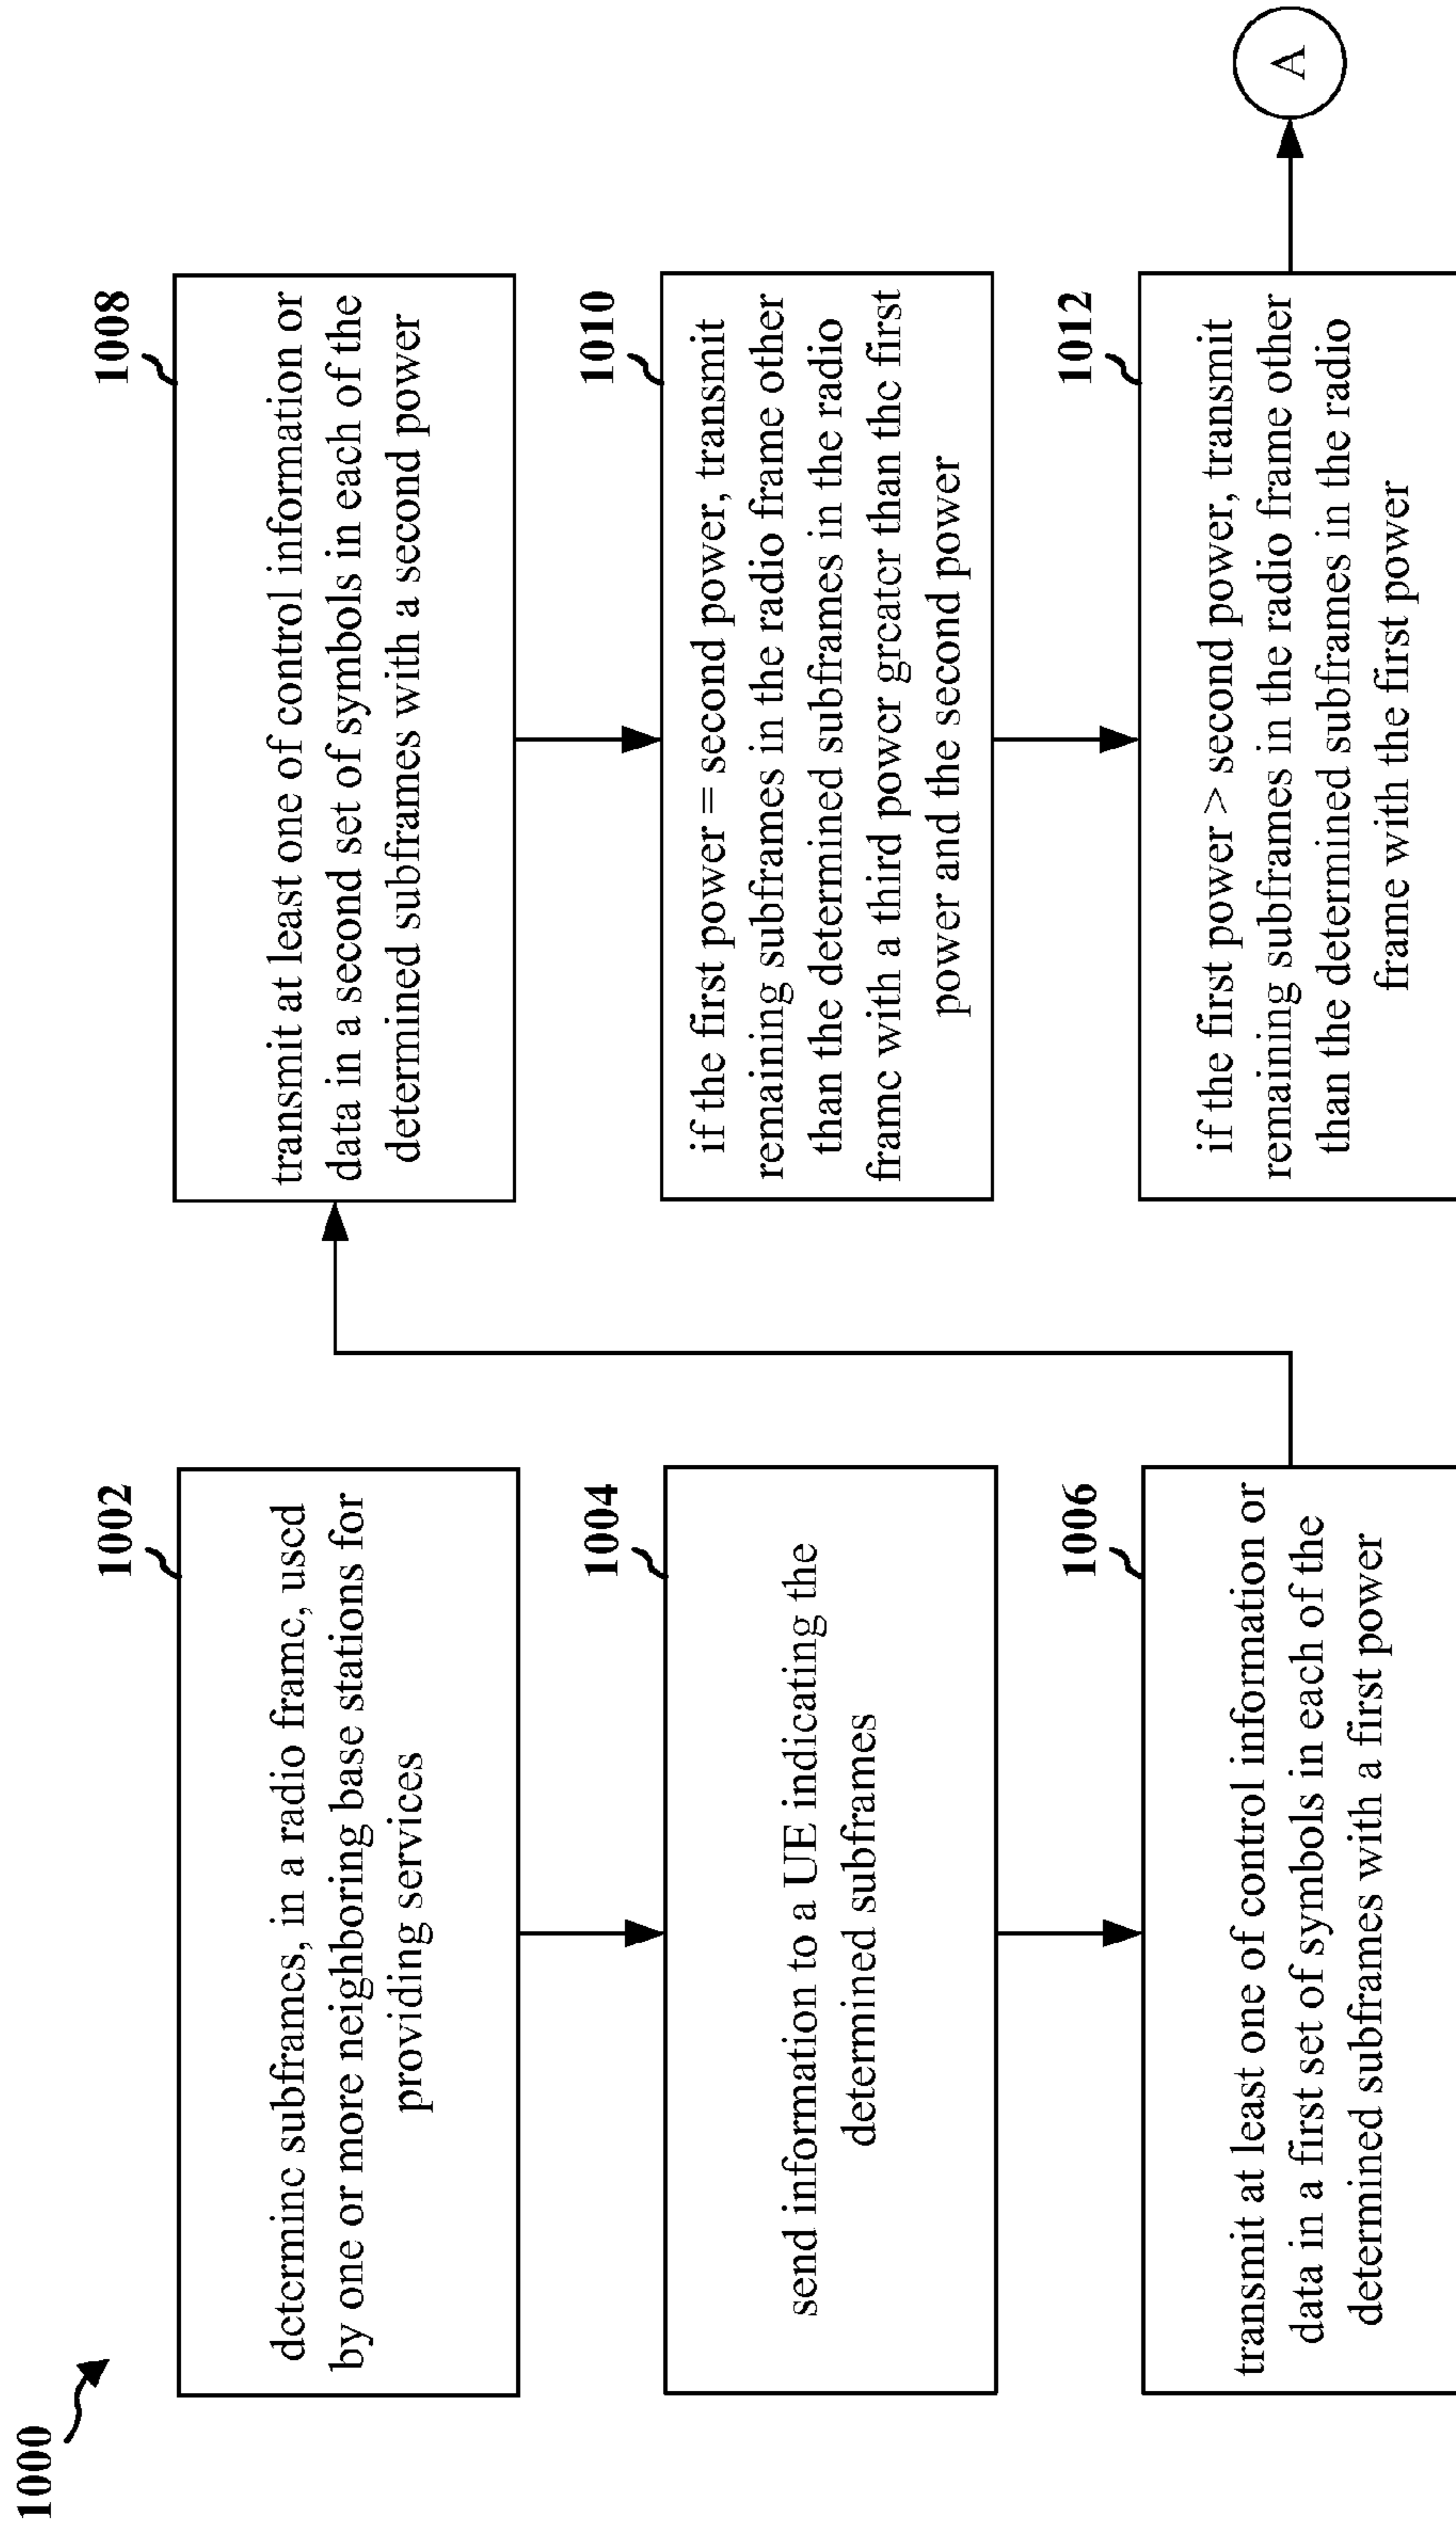 1000
1002
determine subframes, in a radio frame, used
by one or more neighboring base stations for
providing services
1004
send information to a UE indicating the
determined subframes
1006
transmit at least one of control information or
data in a first set of symbols in each of the
determined subframes with a first power
1008
transmit at least one of control information or
data in a second set of symbols in each of the
determined subframes with a second power
1010
if the first power = second power, transmit
remaining subframes in the radio frame other
than the determined subframes in the radio
frame with a third power greater than the first
power and the second power
1012
if the first power > second power, transmit
remaining subframes in the radio frame other
than the determined subframes in the radio
frame with the first power
A